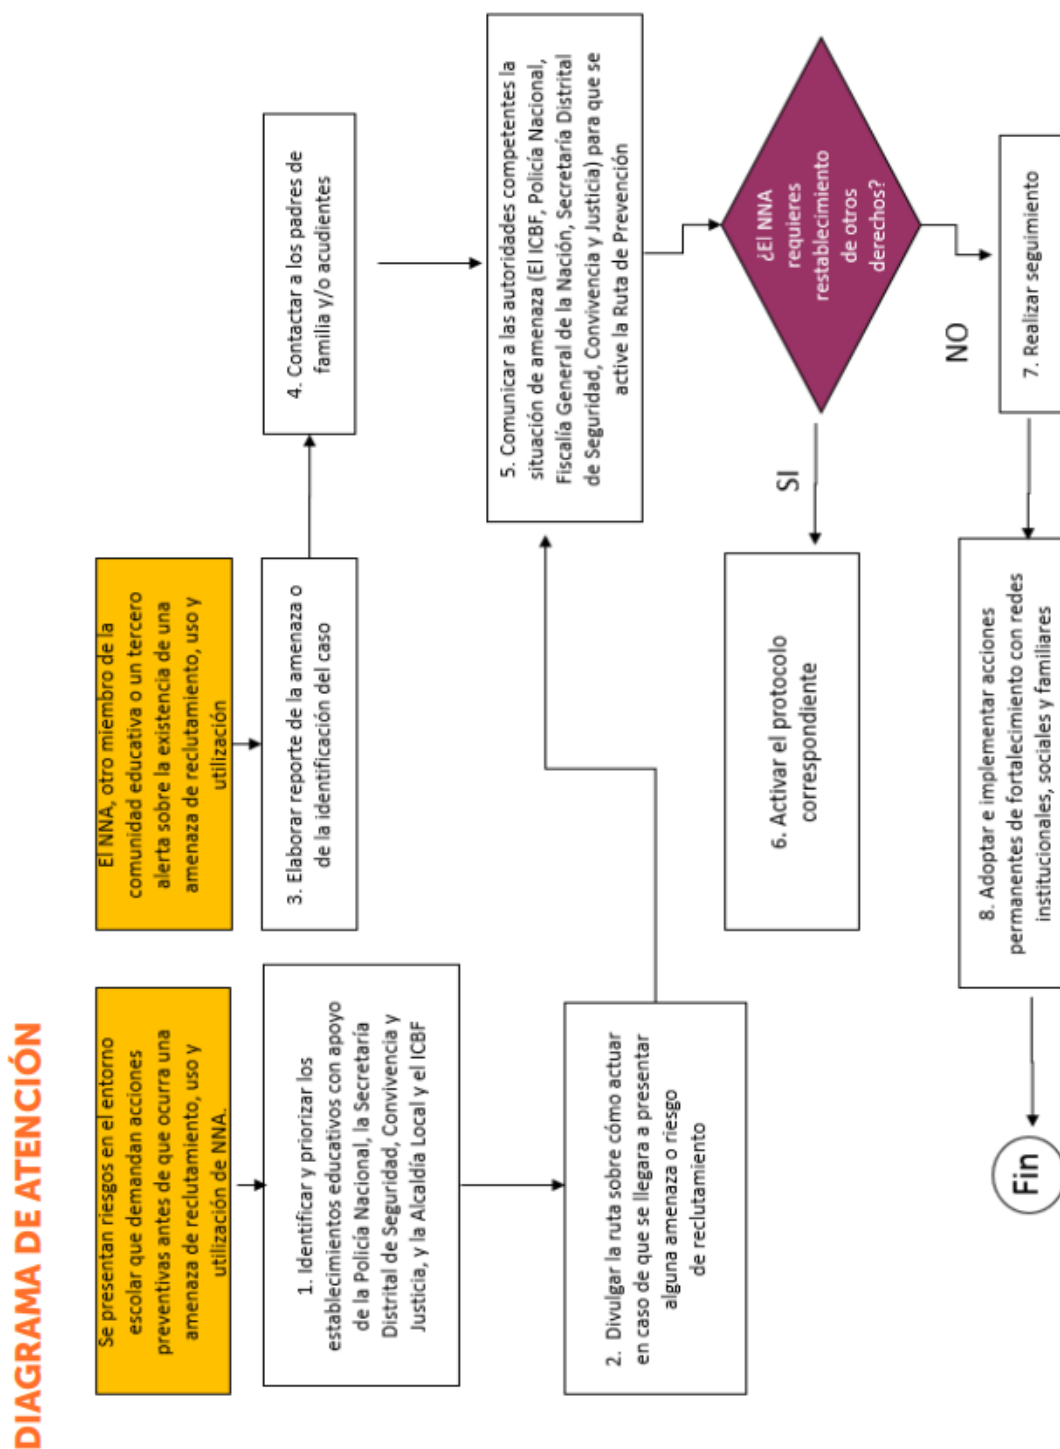 DIAGRAMA DE ATENCIÓN
Se presentan riesgos en el entorno
escolar que demandan acciones
preventivas antes de que ocurra una
amenaza de reclutamiento, uso y
utilización de NNA.
1. Identificar y priorizar los
establecimientos educativos con apoyo
de la Policía Nacional, la Secretaría
Distrital de Seguridad, Convivencia y
Justicia, y la Alcaldía Local y el ICBF
2. Divulgar la ruta sobre cómo actuar
en caso de que se llegara a presentar
alguna amenaza o riesgo
de reclutamiento
El NNA, otro miembro de la
comunidad educativa o un tercero
alerta sobre la existencia de una
amenaza de reclutamiento, uso y
utilización
3. Elaborar reporte de la amenaza o
de la identificación del caso
4. Contactar a los padres de
familia y/o acudientes
5. Comunicar a las autoridades competentes la
situación de amenaza (El ICBF, Policía Nacional,
Fiscalía General de la Nación, Secretaría Distrital
de Seguridad, Convivencia y Justicia) para que se
active la Ruta de Prevención
¿El NNA
requieres
restablecimiento
de otros
derechos?
SI
6. Activar el protocolo
correspondiente
NO
7. Realizar seguimiento
8. Adoptar e implementar acciones
permanentes de fortalecimiento con redes
institucionales, sociales y familiares
Fin